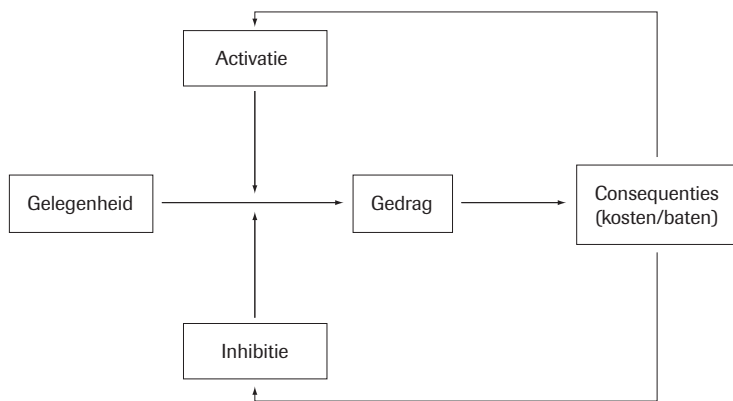 Activatie
Gelegenheid
Gedrag
Consequenties
(kosten/baten)
Inhibitie